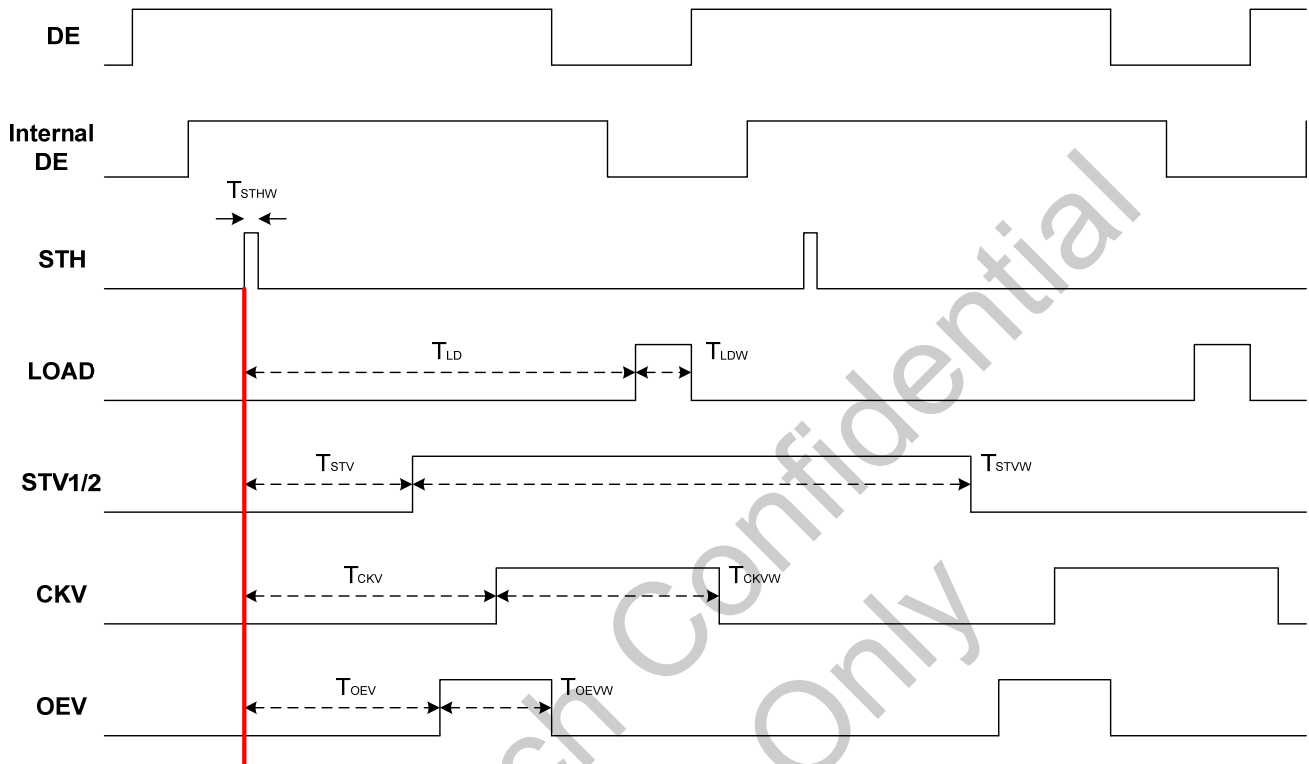 DE
Internal
DE
TSTHW
STH
LOAD
TLD
TLDW
STV1/2
TSTV
TSTVW
CKV
TCKV
TCKVW
OEV
TOEV
TOEVW
ch Confidential
Only